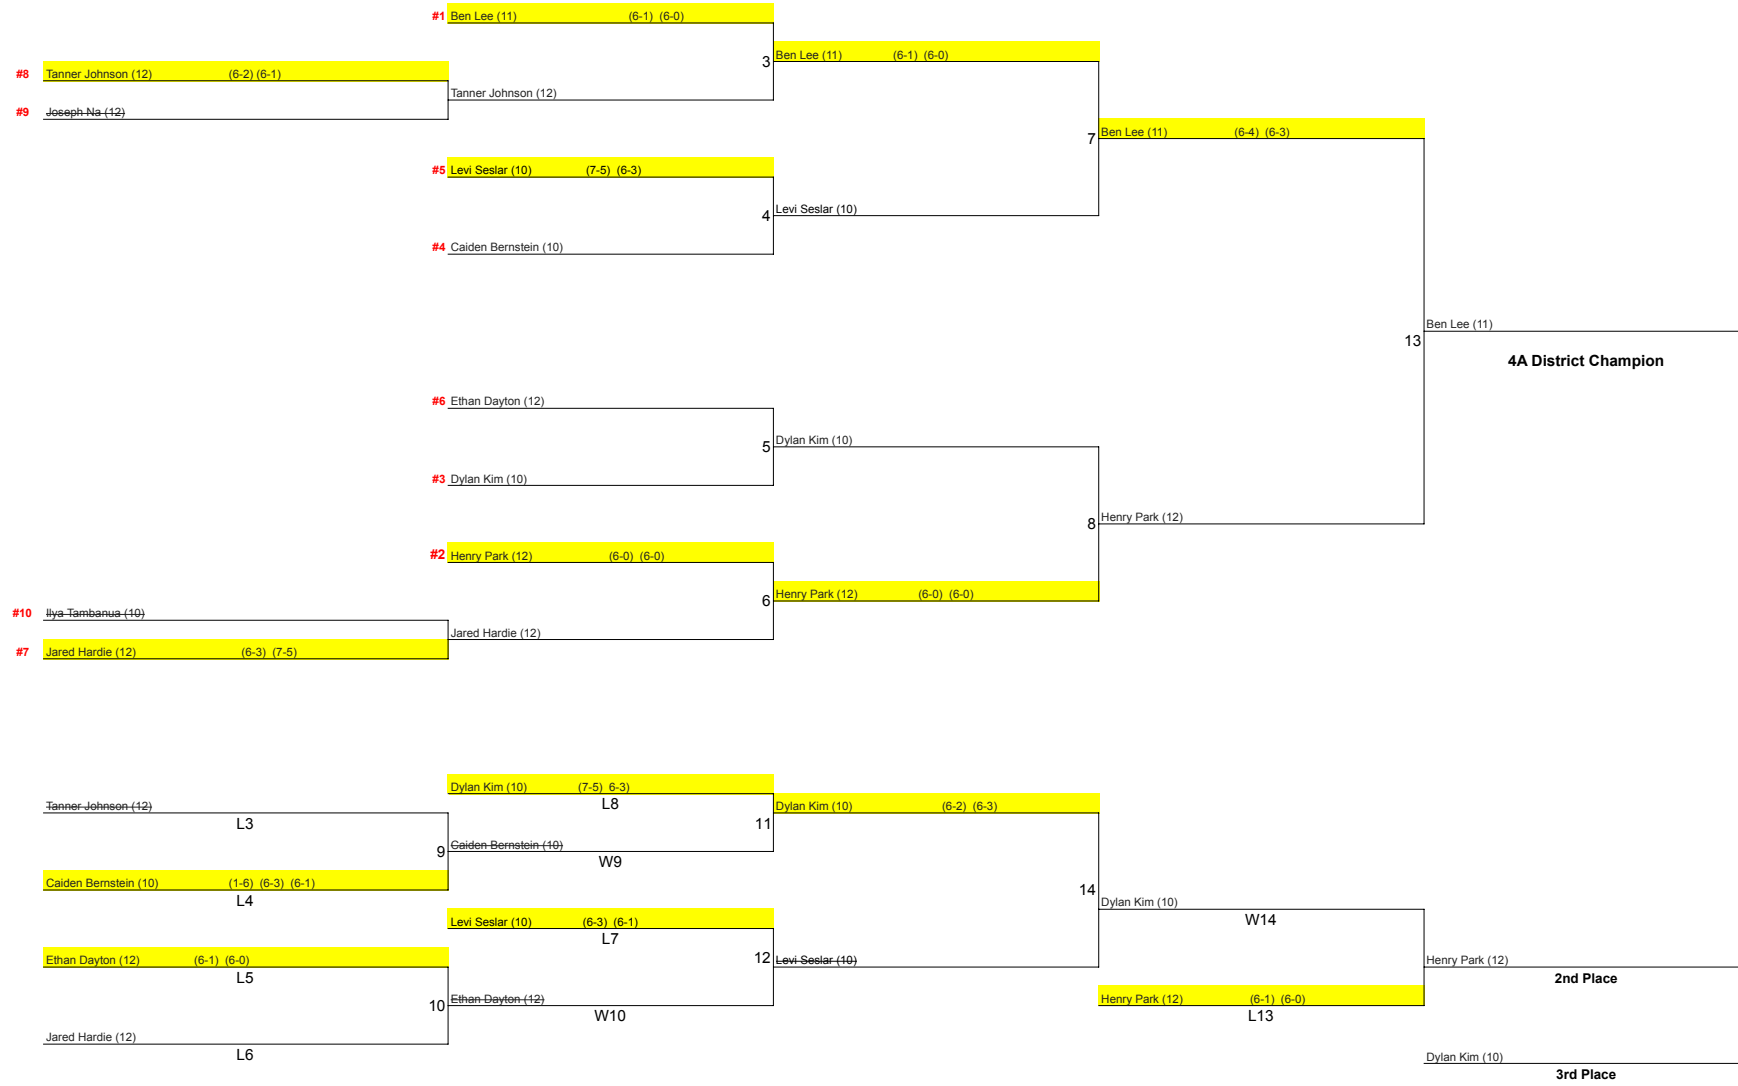 #1 Ben Lee (11) (6-1) (6-0)
3 Ben Lee (11) (6-1) (6-0)
#8 Tanner Johnson (12) (6-2) (6-1)
Tanner Johnson (12)
#9 Joseph Na (12)
7 Ben Lee (11) (6-4) (6-3)
#5 Levi Seslar (10) (7-5) (6-3)
4 Levi Seslar (10)
#4 Caiden Bernstein (10)
13 Ben Lee (11)
4A District Champion
#6 Ethan Dayton (12)
5 Dylan Kim (10)
#3 Dylan Kim (10)
8 Henry Park (12)
#2 Henry Park (12) (6-0) (6-0)
6 Henry Park (12) (6-0) (6-0)
#10 Ilya Tambanua (10)
Jared Hardie (12)
#7 Jared Hardie (12) (6-3) (7-5)
Dylan Kim (10) (7-5) 6-3)
L8
Tanner Johnson (12)
L3
Dylan Kim (10) (6-2) (6-3)
11
9 Caiden Bernstein (10)
W9
Caiden Bernstein (10) (1-6) (6-3) (6-1)
L4
14 Dylan Kim (10)
W14
Levi Seslar (10) (6-3) (6-1)
L7
Ethan Dayton (12) (6-1) (6-0)
L5
12 Levi Seslar (10)
Henry Park (12)
2nd Place
10 Ethan Dayton (12)
W10
Henry Park (12) (6-1) (6-0)
L13
Jared Hardie (12)
L6
Dylan Kim (10)
3rd Place